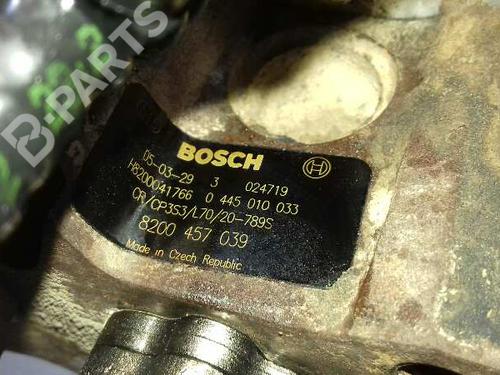 B-PARTS
BOSCH
05-03-29 3 024719
H8200041766 0 445 010 033
CR/CP3S3/L70/20-789S
8200 457 039
Made in Czech Republic